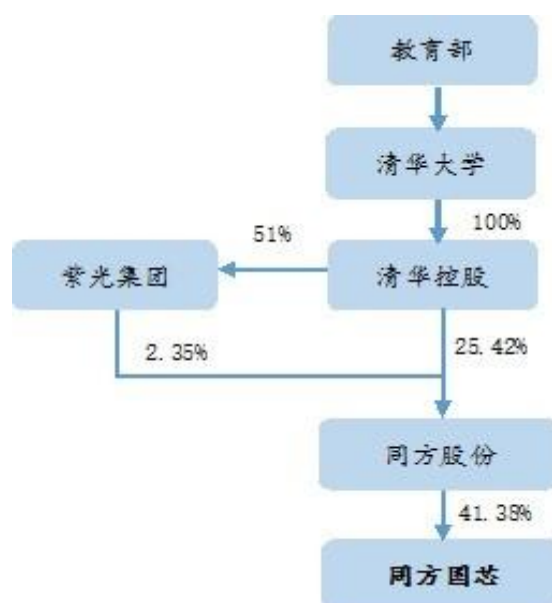 教育部
清华大学
100%
51%
紫光集团
清华控股
2.35%
25.42%
同方股份
41.38%
同方国芯